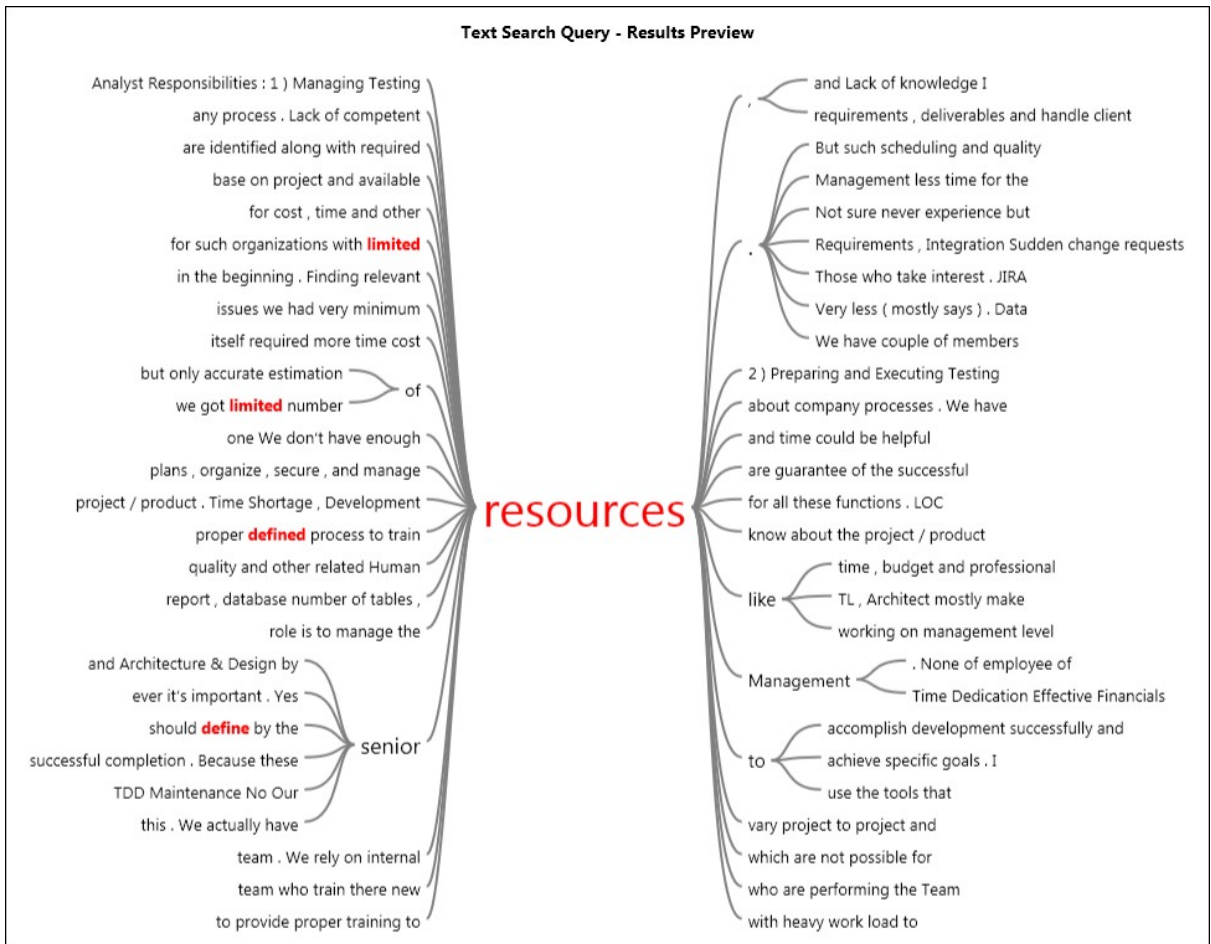 Text Search Query - Results Preview
Analyst Responsibilities : 1 ) Managing Testing
any process . Lack of competent
are identified along with required
base on project and available
for cost , time and other
for such organizations with limited
in the beginning . Finding relevant
issues we had very minimum
itself required more time cost
but only accurate estimation
we got limited number
of
one We don't have enough
plans , organize , secure , and manage
project / product . Time Shortage , Development
proper defined process to train
quality and other related Human
report , database number of tables ,
role is to manage the
and Architecture & Design by
ever it's important . Yes
should define by the
successful completion . Because these
TDD Maintenance No Our
this . We actually have
senior
team . We rely on internal
team who train there new
to provide proper training to
resources
,
and Lack of knowledge I
requirements , deliverables and handle client
.
But such scheduling and quality
Management less time for the
Not sure never experience but
Requirements , Integration Sudden change requests
Those who take interest . JIRA
Very less ( mostly says ) . Data
We have couple of members
2 ) Preparing and Executing Testing
about company processes . We have
and time could be helpful
are guarantee of the successful
for all these functions . LOC
know about the project / product
like
time , budget and professional
TL , Architect mostly make
working on management level
Management
. None of employee of
Time Dedication Effective Financials
to
accomplish development successfully and
achieve specific goals . I
use the tools that
vary project to project and
which are not possible for
who are performing the Team
with heavy work load to